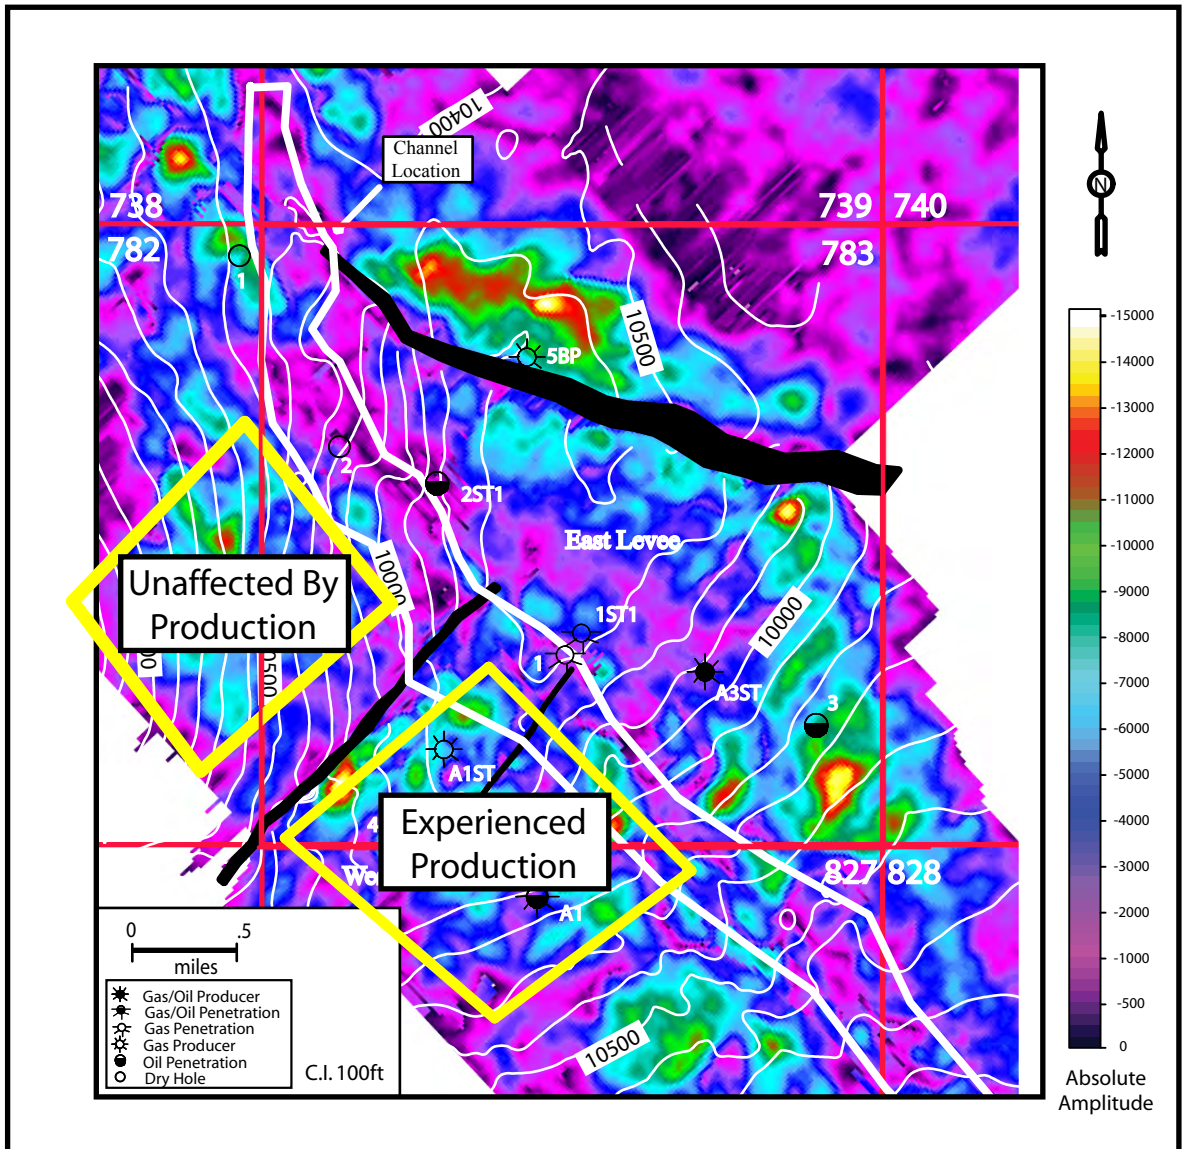 10400
Channel
Location
N
738
739
740
782
783
1
10500
5BP
-15000
-14000
-13000
-12000
-11000
-10000
-9000
-8000
-7000
-6000
-5000
-4000
-3000
-2000
-1000
-500
0
Absolute
Amplitude
2
2ST1
East Levee
10000
Unaffected By
Production
1ST1
1
10000
A3ST
3
A1ST
4
Experienced
Production
827
828
A1
10500
0
.5
miles
Gas/Oil Producer
Gas/Oil Penetration
Gas Penetration
Gas Producer
Oil Penetration
Dry Hole
C.I. 100ft